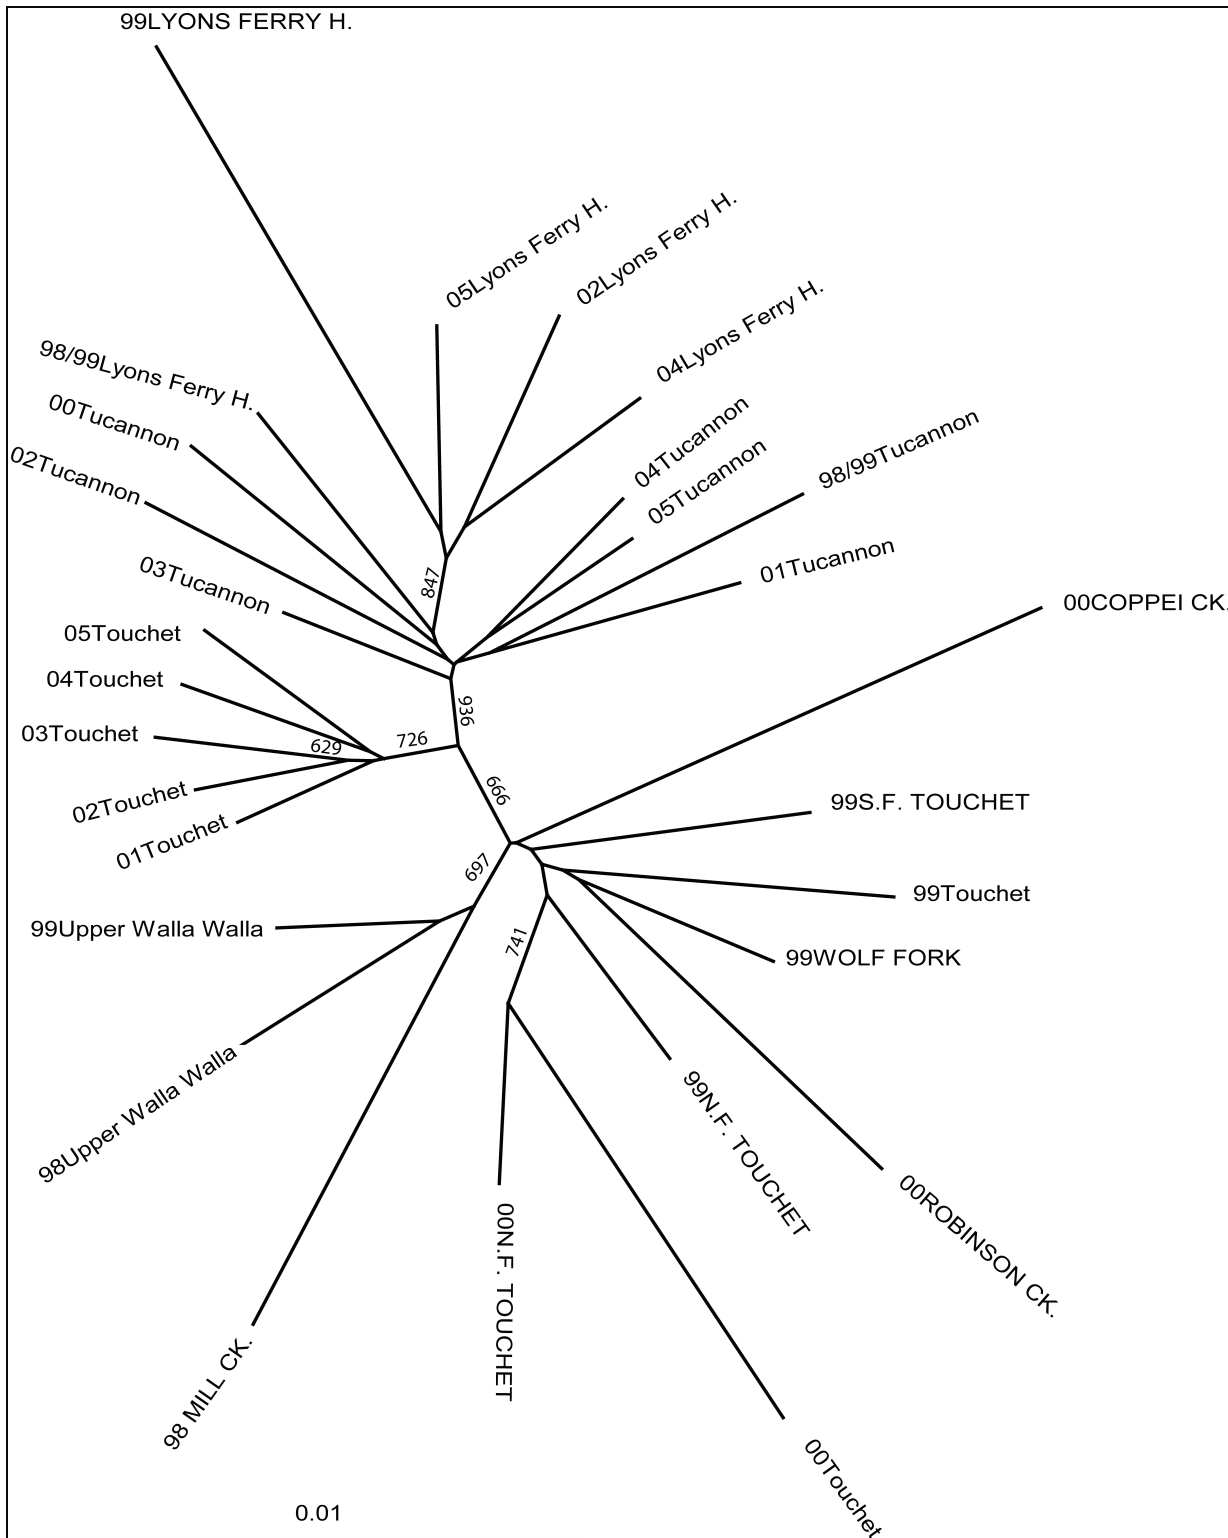 99LYONS FERRY H.
05Lyons Ferry H.
02Lyons Ferry H.
04Lyons Ferry H.
98/99Lyons Ferry H.
00Tucannon
02Tucannon
04Tucannon
05Tucannon
98/99Tucannon
03Tucannon
01Tucannon
847
00COPPEI CK.
05Touchet
04Touchet
03Touchet
02Touchet
01Touchet
629
726
936
666
697
99S.F. TOUCHET
99Touchet
99WOLF FORK
99Upper Walla Walla
98Upper Walla Walla
741
99N.F. TOUCHET
00ROBINSON CK.
00N.F. TOUCHET
98 MILL CK.
00Touchet
0.01